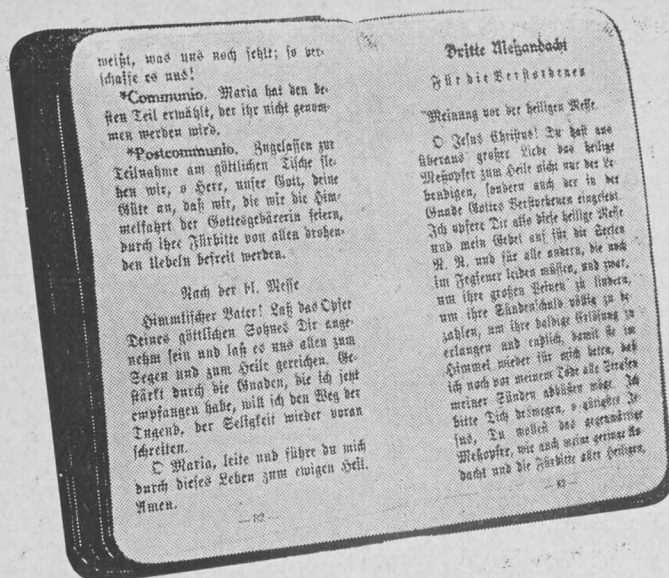 weißt, was uns noch fehlt; so ver-
schaffe es uns!
*Communio. Maria hat den be-
sten Teil erwählt, der ihr nicht genom-
men werden wird.
*Postcommunio. Zugelassen zur
Teilnahme am göttlichen Tische fle-
hen wir, o Herr, unser Gott, deine
Güte an, daß wir, die wir die Him-
melfahrt der Gottesgebärerin feiern,
durch ihre Fürbitte von allen drohen-
den Uebeln befreit werden.
Nach der hl. Messe
Himmlischer Vater! Laß das Opfer
Deines göttlichen Sohnes Dir ange-
nehm sein und laß es uns allen zum
Segen und zum Heile gereichen. Ge-
stärkt durch die Gnaden, die ich jetzt
empfangen habe, will ich den Weg der
Tugend, der Seligkeit wieder voran
schreiten.
O Maria, leite und führe du mich
durch dieses Leben zum ewigen Heil.
Amen.
— 82 —
Dritte Meßandacht
Für die Verstorbenen
*Meinung vor der heiligen Messe.
O Jesus Christus! Du hast aus
überaus großer Liebe das heilige
Meßopfer zum Heile nicht nur der Le-
bendigen, sondern auch der in der
Gnade Gottes Verstorbenen eingesetzt.
Ich opfere Dir also diese heilige Messe
und mein Gebet auf für die Seelen
N. N. und für alle andern, die noch
im Fegfeuer leiden müssen, und zwar,
um ihre großen Peinen zu lindern,
um ihre Sündenschuld völlig zu be-
zahlen, um ihre baldige Erlösung zu
erlangen und endlich, damit sie im
Himmel wieder für mich beten, daß
ich noch vor meinem Tode alle Strafen
meiner Sünden abbüßen möge. Ich
bitte Dich deswegen, o gütigster Je-
sus, Du wollest das gegenwärtige
Meßopfer, wie auch meine geringe An-
dacht und die Fürbitte aller Heiligen,
— 83 —